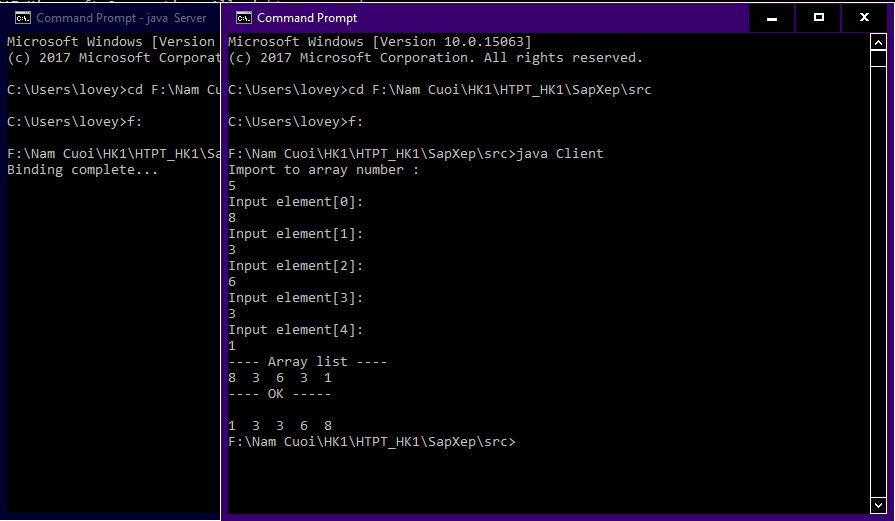 Command Prompt - java Server
Microsoft Windows [Version
(c) 2017 Microsoft Corporat
C:\Users\lovey>cd F:\Nam Cu
C:\Users\lovey>f:
F:\Nam Cuoi\HK1\HTPT_HK1\Sa
Binding complete...
Command Prompt
Microsoft Windows [Version 10.0.15063]
(c) 2017 Microsoft Corporation. All rights reserved.
C:\Users\lovey>cd F:\Nam Cuoi\HK1\HTPT_HK1\SapXep\src
C:\Users\lovey>f:
F:\Nam Cuoi\HK1\HTPT_HK1\SapXep\src>java Client
Import to array number :
5
Input element[0]:
8
Input element[1]:
3
Input element[2]:
6
Input element[3]:
3
Input element[4]:
1
---- Array list ----
8  3  6  3  1
---- OK -----
1  3  3  6  8
F:\Nam Cuoi\HK1\HTPT_HK1\SapXep\src>